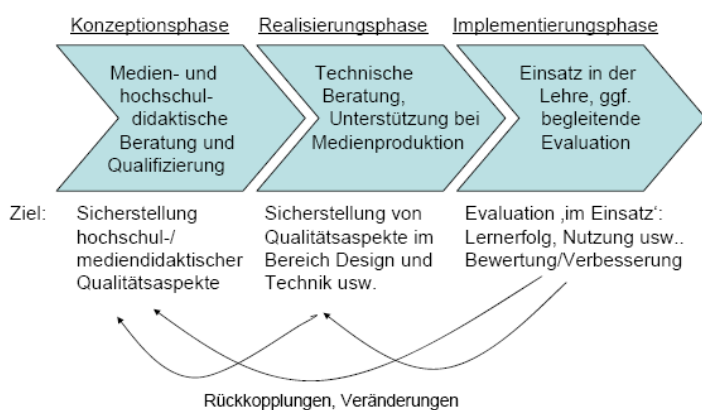 Konzeptionsphase
Realisierungsphase
Implementierungsphase
Medien- und
hochschul-
didaktische
Beratung und
Qualifizierung
Technische
Beratung,
Unterstützung bei
Medienproduktion
Einsatz in der
Lehre, ggf.
begleitende
Evaluation
Ziel:
Sicherstellung
hochschul-/
mediendidaktischer
Qualitätsaspekte
Sicherstellung von
Qualitätsaspekte im
Bereich Design und
Technik usw.
Evaluation ‚im Einsatz‘:
Lernerfolg, Nutzung usw..
Bewertung/Verbesserung
Rückkopplungen, Veränderungen